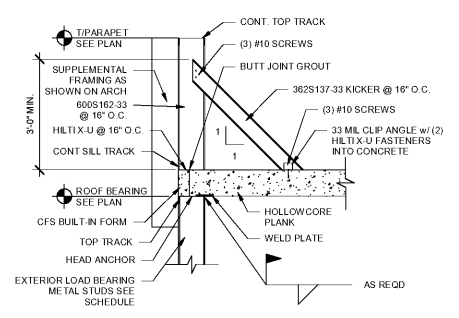 T/PARAPET
SEE PLAN
CONT. TOP TRACK
(3) #10 SCREWS
BUTT JOINT GROUT
SUPPLEMENTAL
FRAMING AS
SHOWN ON ARCH
600S162-33
@ 16" O.C.
HILTI X-U @ 16" O.C.
CONT SILL TRACK
3'-0" MIN.
362S137-33 KICKER @ 16" O.C.
(3) #10 SCREWS
1
1
33 MIL CLIP ANGLE w/ (2)
HILTI X-U FASTENERS
INTO CONCRETE
ROOF BEARING
SEE PLAN
CFS BUILT-IN FORM
TOP TRACK
HEAD ANCHOR
EXTERIOR LOAD BEARING
METAL STUDS SEE
SCHEDULE
HOLLOWCORE
PLANK
WELD PLATE
AS REQD